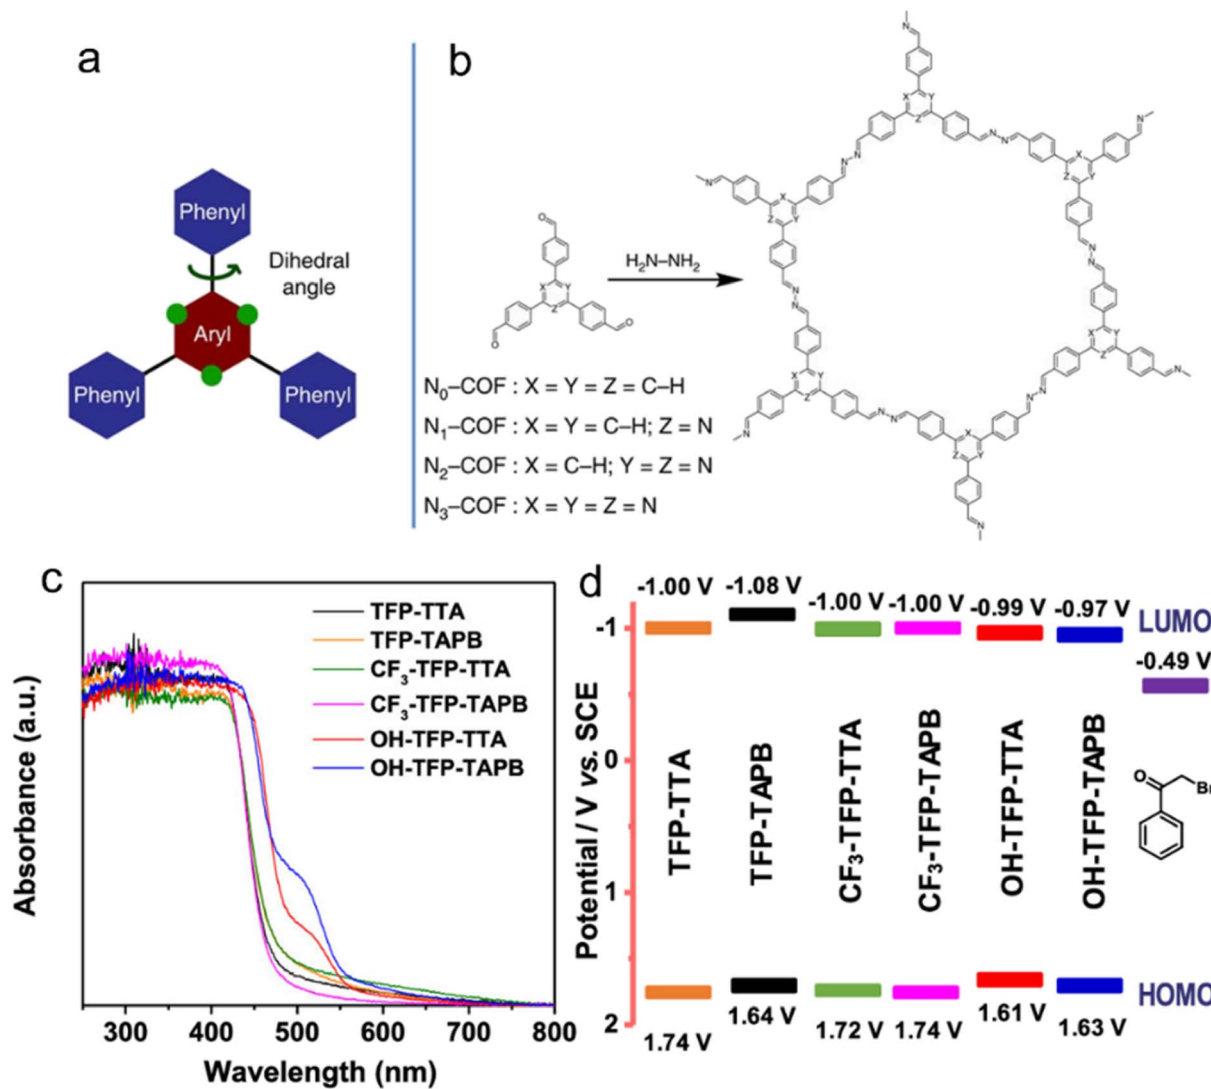 a
Phenyl
Dihedral
angle
Aryl
Phenyl
Phenyl
b
H₂N–NH₂
N₀–COF : X = Y = Z = C–H
N₁–COF : X = Y = C–H; Z = N
N₂–COF : X = C–H; Y = Z = N
N₃–COF : X = Y = Z = N
c
Absorbance (a.u.)
TFP-TTA
TFP-TAPB
CF₃-TFP-TTA
CF₃-TFP-TAPB
OH-TFP-TTA
OH-TFP-TAPB
300 400 500 600 700 800
Wavelength (nm)
d
Potential / V vs. SCE
-1
0
1
2
-1.00 V
-1.08 V
-1.00 V
-1.00 V
-0.99 V
-0.97 V
LUMO
-0.49 V
TFP-TTA
TFP-TAPB
CF₃-TFP-TTA
CF₃-TFP-TAPB
OH-TFP-TTA
OH-TFP-TAPB
O
Br
1.74 V
1.64 V
1.72 V
1.74 V
1.61 V
1.63 V
HOMO